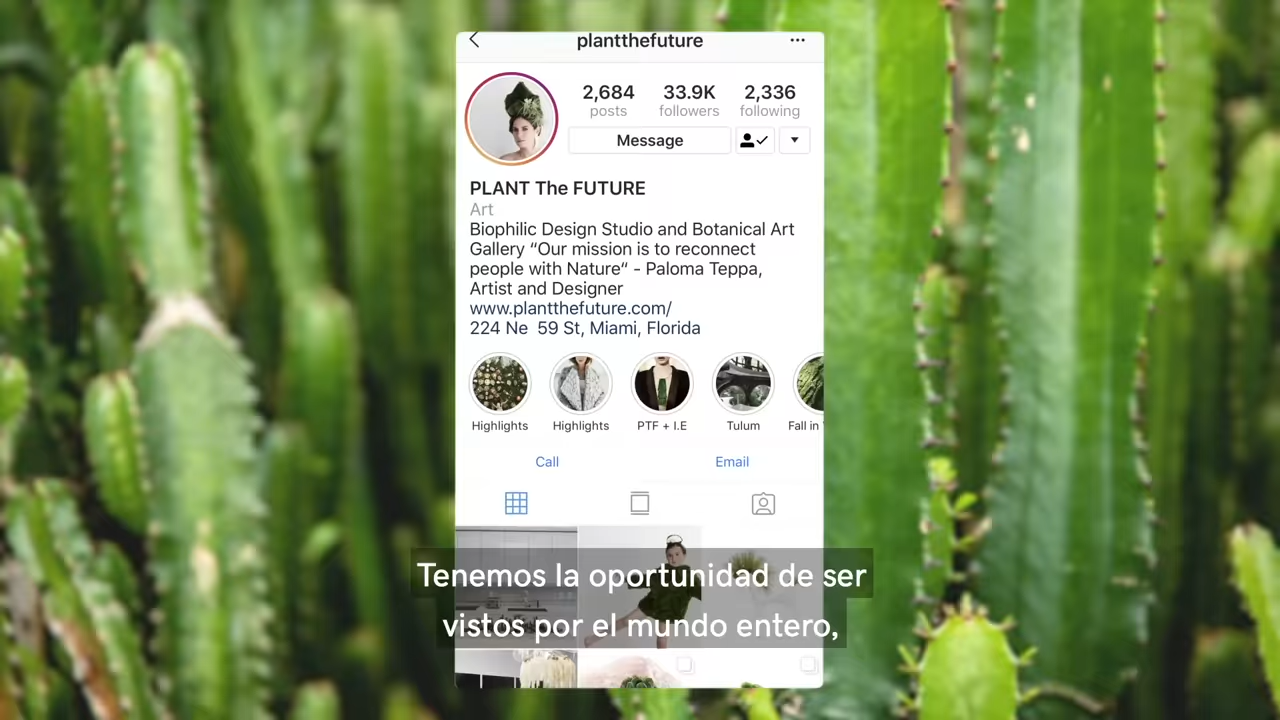 plantthefuture
2,684 33.9K 2,336
posts followers following
Message
PLANT The FUTURE
Art
Biophilic Design Studio and Botanical Art
Gallery “Our mission is to reconnect
people with Nature“ - Paloma Teppa,
Artist and Designer
www.plantthefuture.com/
224 Ne 59 St, Miami, Florida
Highlights Highlights PTF + I.E Tulum Fall in
Call Email
Tenemos la oportunidad de ser
vistos por el mundo entero,